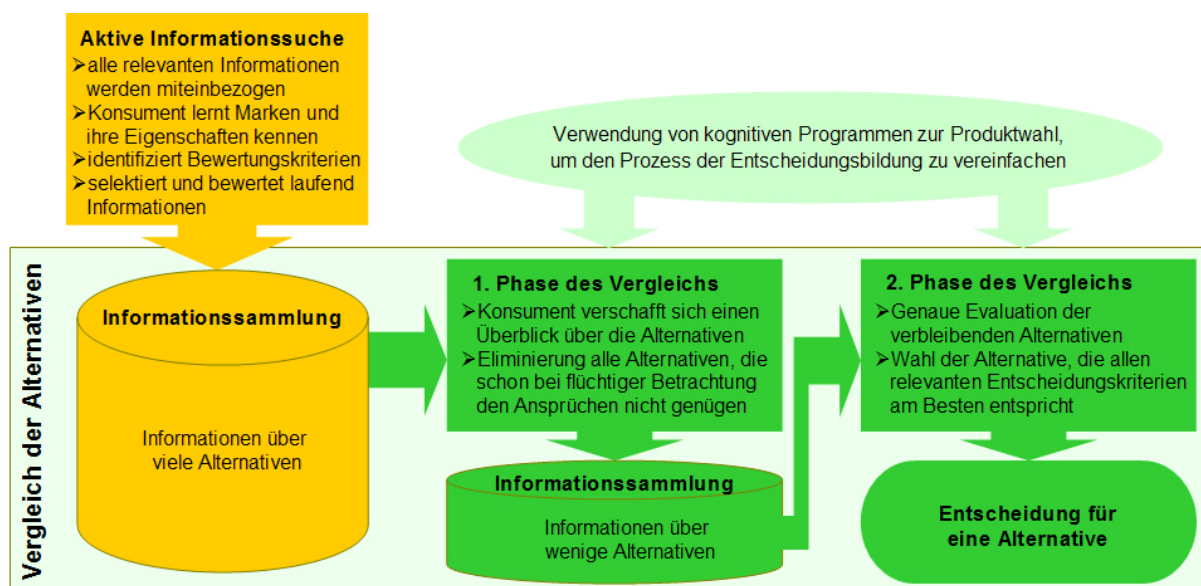 Aktive Informationssuche
➢alle relevanten Informationen
werden miteinbezogen
➢Konsument lernt Marken und
ihre Eigenschaften kennen
➢identifiziert Bewertungskriterien
➢selektiert und bewertet laufend
Informationen
Verwendung von kognitiven Programmen zur Produktwahl,
um den Prozess der Entscheidungsbildung zu vereinfachen
Vergleich der Alternativen
Informationssammlung
Informationen über
viele Alternativen
1. Phase des Vergleichs
➢Konsument verschafft sich einen
Überblick über die Alternativen
➢Eliminierung alle Alternativen, die
schon bei flüchtiger Betrachtung
den Ansprüchen nicht genügen
Informationssammlung
Informationen über
wenige Alternativen
2. Phase des Vergleichs
➢Genaue Evaluation der
verbleibenden Alternativen
➢Wahl der Alternative, die allen
relevanten Entscheidungskriterien
am Besten entspricht
Entscheidung für
eine Alternative